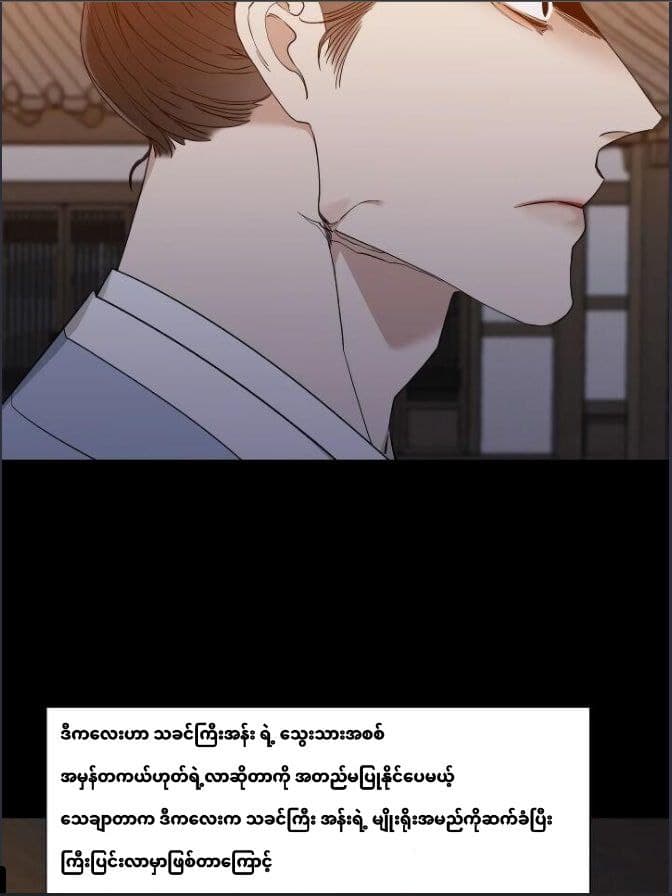 ဒီကလေးဟာ သခင်ကြီးအန်း ရဲ့ သွေးသားအစစ်
အမှန်တကယ်ဟုတ်ရဲ့လာဆိုတာကို အတည်မပြုနိုင်ပေမယ့်
သေချာတာက ဒီကလေးက သခင်ကြီး အန်းရဲ့ မျိုးရိုးအမည်ကိုဆက်ခံပြီး
ကြီးပြင်းလာမှာဖြစ်တာကြောင့်